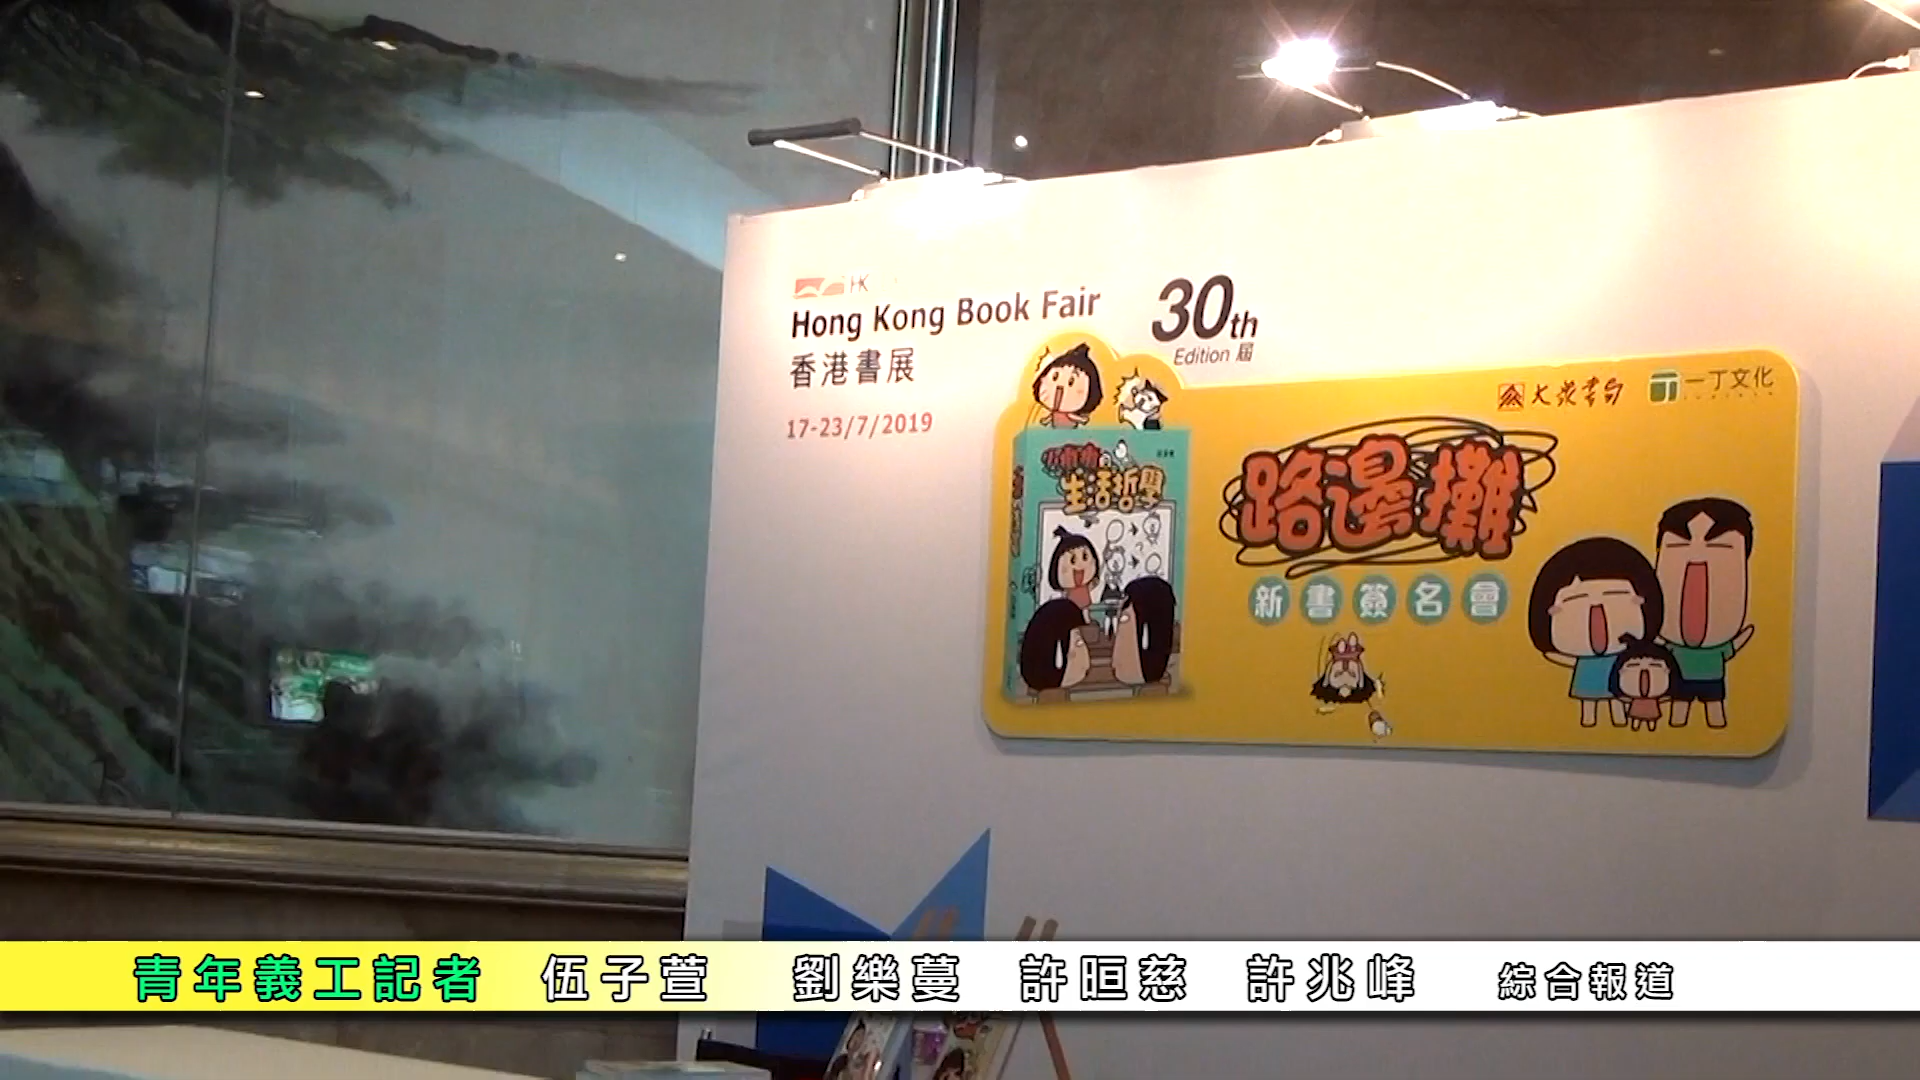 HK
Hong Kong Book Fair
香港書展
17-23/7/2019
30th
Edition 屆
大眾書局
一丁文化
生活哲學
路邊攤
新書簽名會
青年義工記者 伍子萱 劉樂蔓 許晅慈 許兆峰 綜合報道